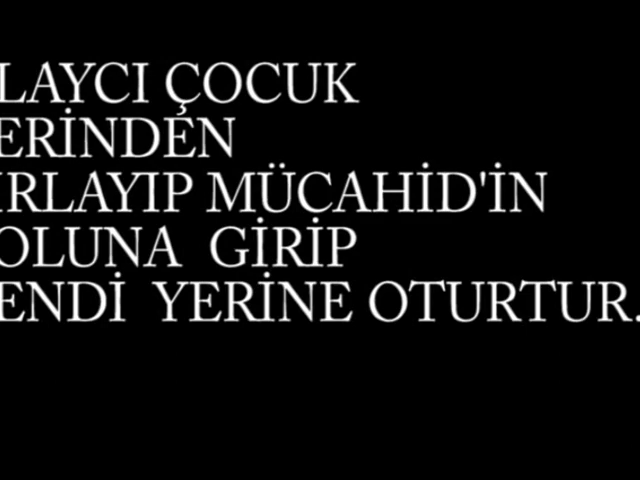 LAYCI ÇOCUK
ERİNDEN
IRLAYIP MÜCAHİD'İN
OLUNA GİRİP
ENDİ YERİNE OTURTUR.